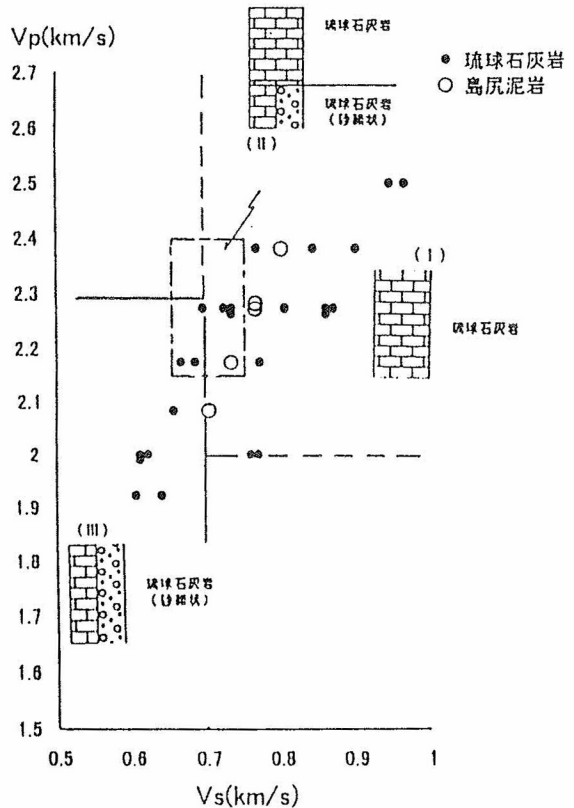 Vp(km/s)
2.7
2.6
2.5
2.4
2.3
2.2
2.1
2
1.9
1.8
1.7
1.6
1.5
0.5
0.6
0.7
0.8
0.9
1
Vs(km/s)
琉球石灰岩
琉球石灰岩
(砂礫状)
(II)
琉球石灰岩
島尻泥岩
(I)
琉球石灰岩
(III)
琉球石灰岩
(砂礫状)